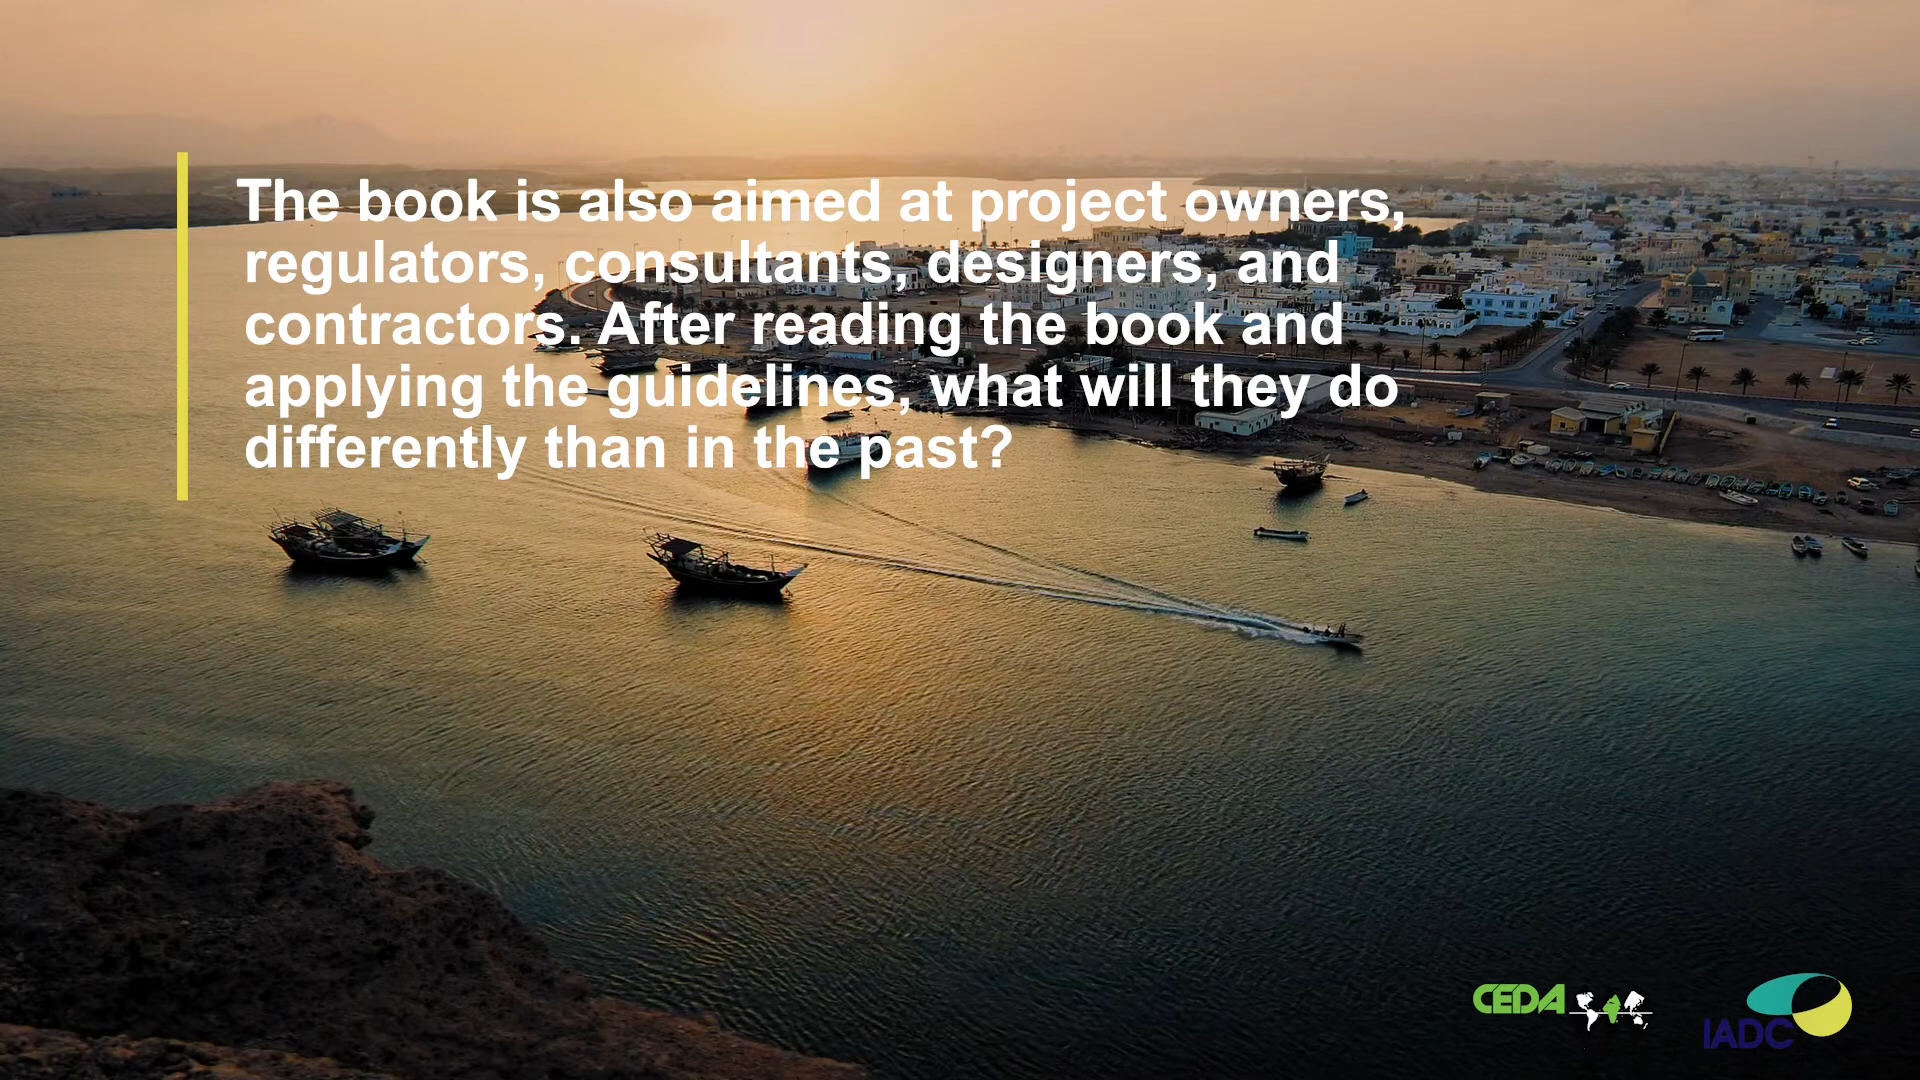 The book is also aimed at project owners,
regulators, consultants, designers, and
contractors. After reading the book and
applying the guidelines, what will they do
differently than in the past?
CEDA
IADC